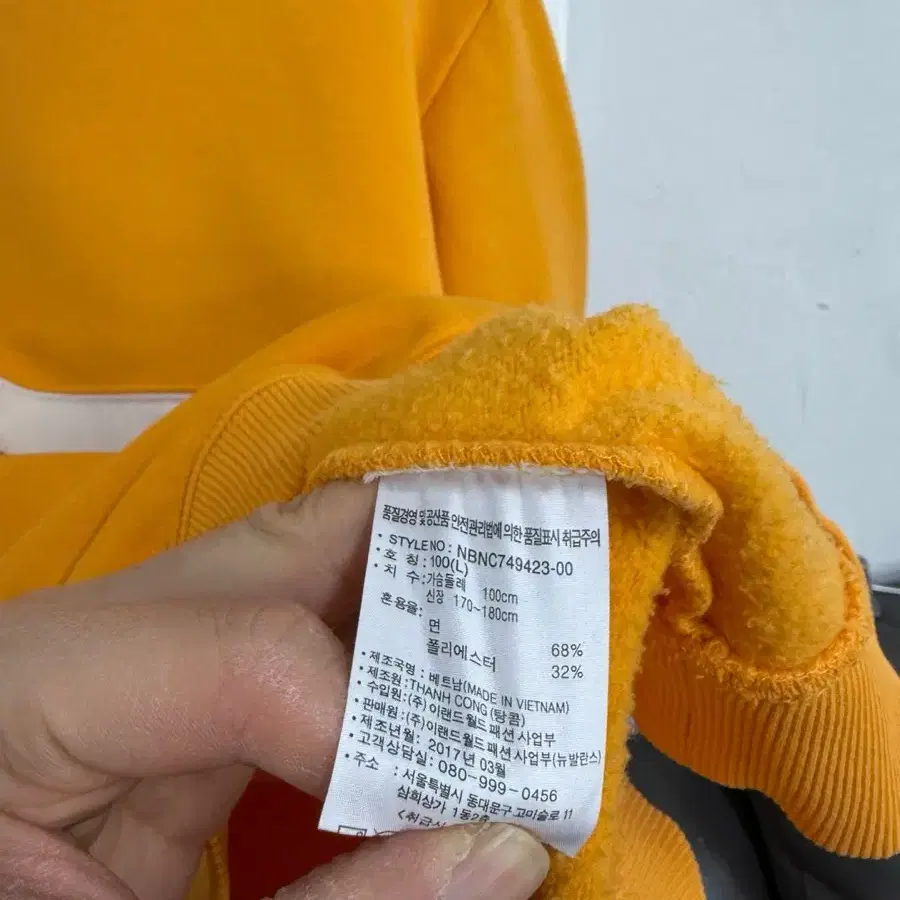 품질경영 및공산품 안전관리법에 의한 품질표시 취급주의
• STYLE NO : NBNC749423-00
• 호 칭 : 100(L)
• 치 수 : 가슴둘레 100cm
신장 170~180cm
혼용율:
면 68%
폴리에스터 32%
• 제조국명 : 베트남(MADE IN VIETNAM)
• 제조원 : THANH CONG (탕콤)
• 수입원 : (주)이랜드월드 패션 사업부
• 판매원 : (주)이랜드월드 패션 사업부(뉴발란스)
• 제조년월: 2017년 03월
• 고객상담실: 080-999-0456
• 주소 : 서울특별시 동대문구 고미술로 11
삼희상가 1동2층